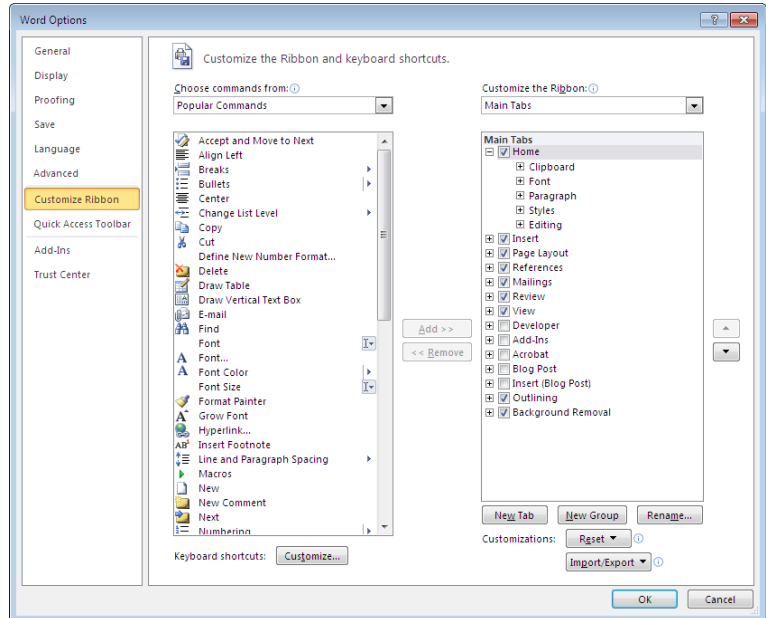 Word Options
General
Display
Proofing
Save
Language
Advanced
Customize Ribbon
Quick Access Toolbar
Add-Ins
Trust Center
Customize the Ribbon and keyboard shortcuts.
Choose commands from:
Popular Commands
Accept and Move to Next
Align Left
Breaks
Bullets
Center
Change List Level
Copy
Cut
Define New Number Format...
Delete
Draw Table
Draw Vertical Text Box
E-mail
Find
Font
Font...
Font Color
Font Size
Format Painter
Grow Font
Hyperlink...
Insert Footnote
Line and Paragraph Spacing
Macros
New
New Comment
Next
Numbering
Keyboard shortcuts: Customize...
Add >>
<< Remove
Customize the Ribbon:
Main Tabs
Main Tabs
Home
Clipboard
Font
Paragraph
Styles
Editing
Insert
Page Layout
References
Mailings
Review
View
Developer
Add-Ins
Acrobat
Blog Post
Insert (Blog Post)
Outlining
Background Removal
New Tab New Group Rename...
Customizations: Reset
Import/Export
OK Cancel